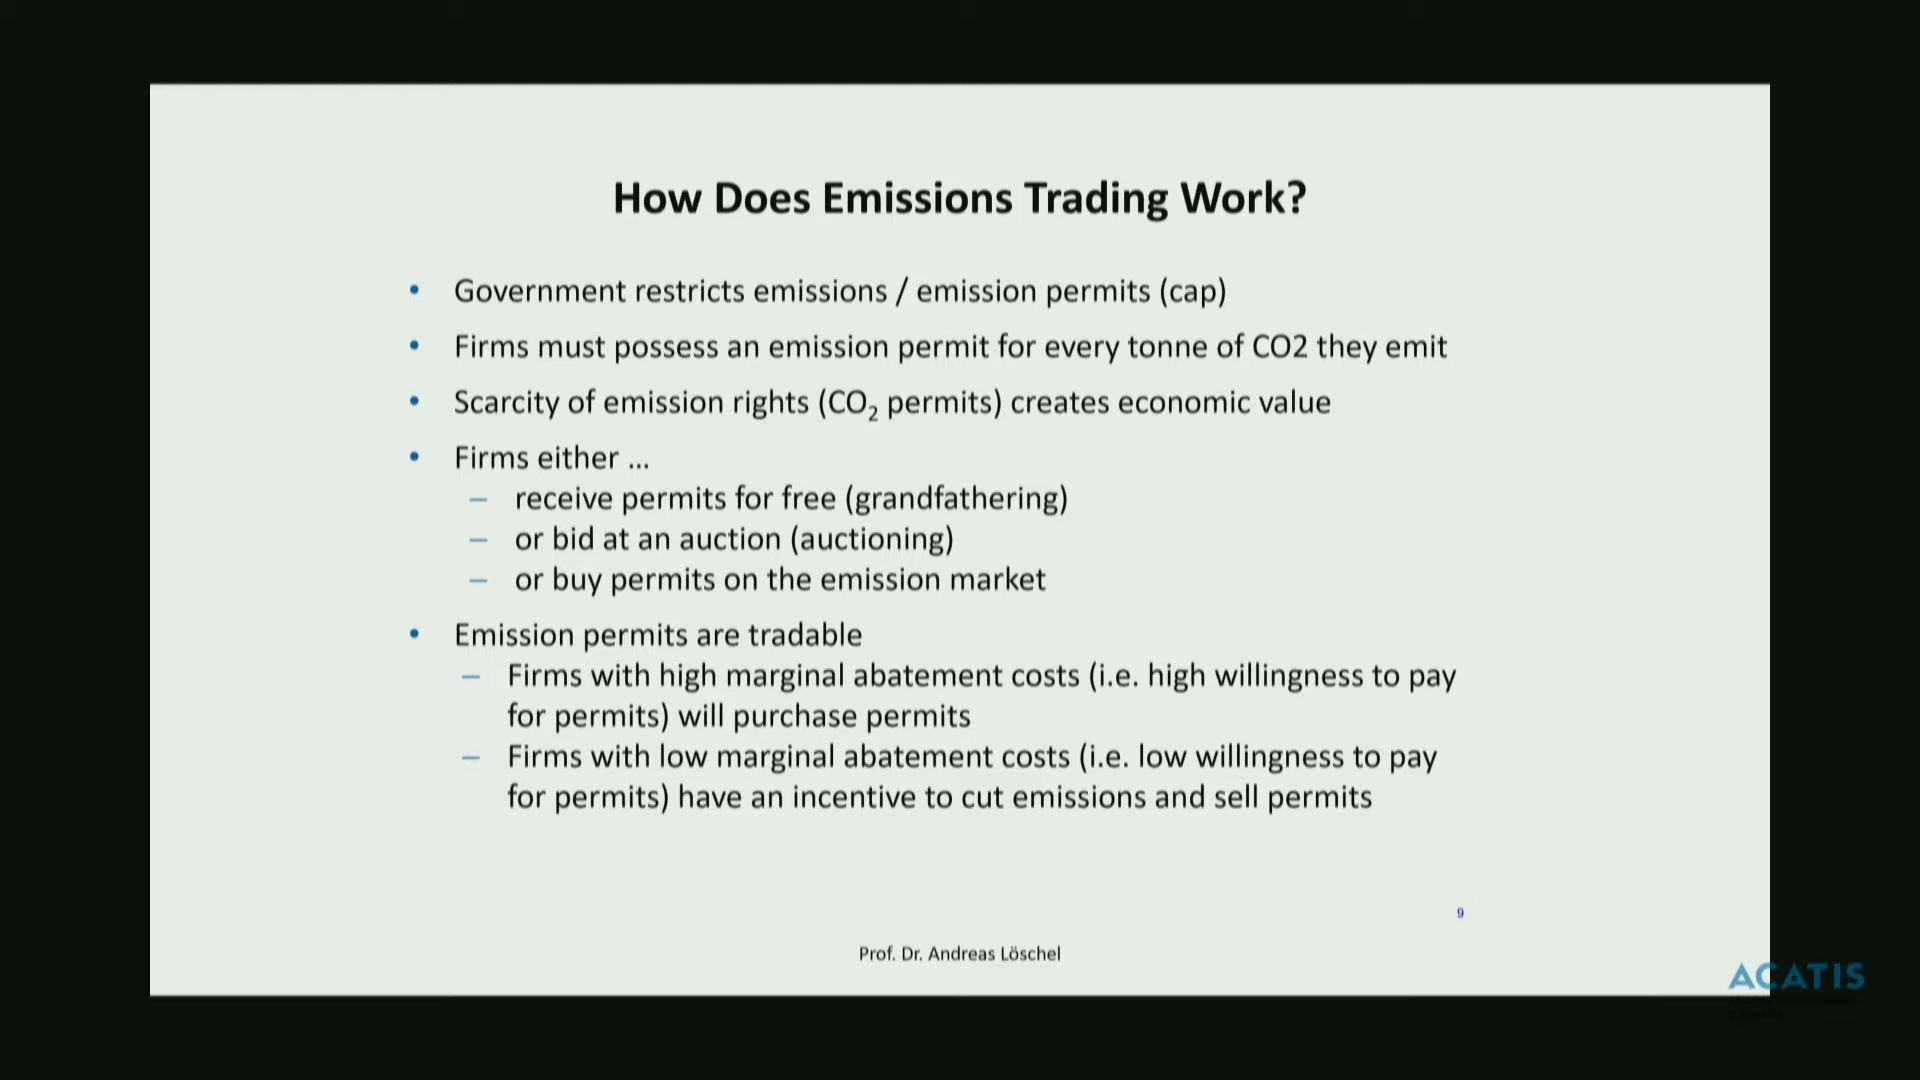 How Does Emissions Trading Work?
• Government restricts emissions / emission permits (cap)
• Firms must possess an emission permit for every tonne of CO2 they emit
• Scarcity of emission rights (CO₂ permits) creates economic value
• Firms either ...
– receive permits for free (grandfathering)
– or bid at an auction (auctioning)
– or buy permits on the emission market
• Emission permits are tradable
– Firms with high marginal abatement costs (i.e. high willingness to pay
for permits) will purchase permits
– Firms with low marginal abatement costs (i.e. low willingness to pay
for permits) have an incentive to cut emissions and sell permits
9
Prof. Dr. Andreas Löschel
ACATIS